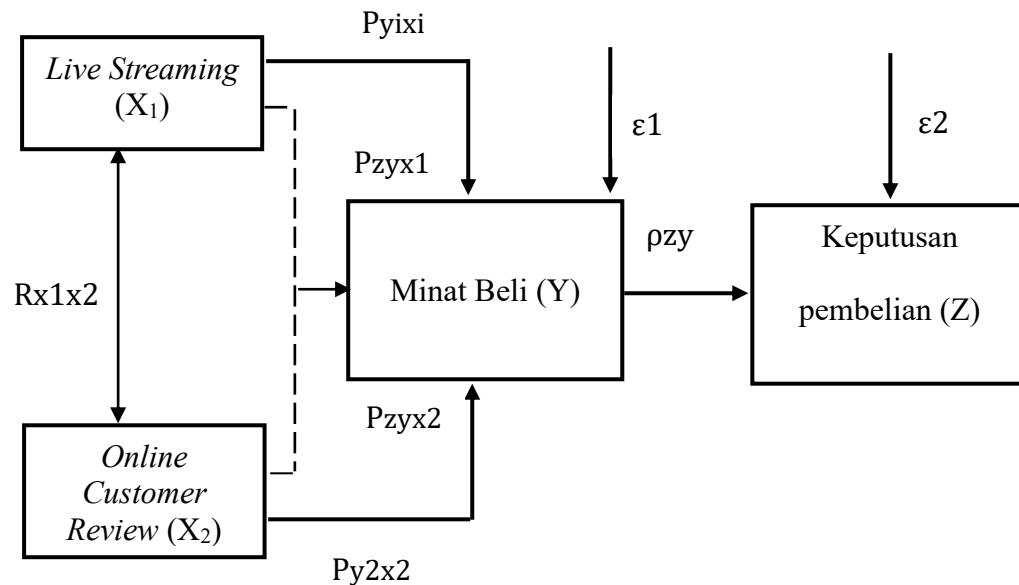 Pyixi
Live Streaming
(X₁)
ε1
ε2
Pzyx1
ρzy
Keputusan
pembelian (Z)
Minat Beli (Y)
Rx1x2
Pzyx2
Online
Customer
Review (X₂)
Py2x2